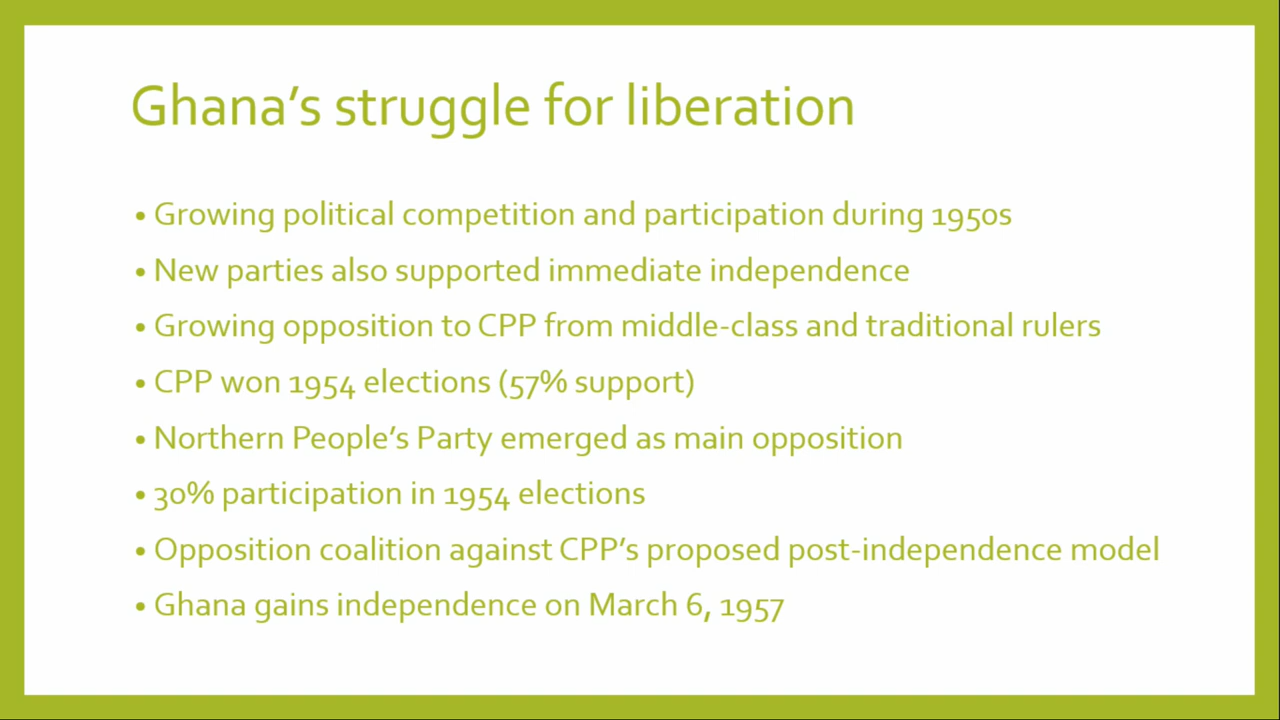 Ghana’s struggle for liberation
• Growing political competition and participation during 1950s
• New parties also supported immediate independence
• Growing opposition to CPP from middle-class and traditional rulers
• CPP won 1954 elections (57% support)
• Northern People’s Party emerged as main opposition
• 30% participation in 1954 elections
• Opposition coalition against CPP’s proposed post-independence model
• Ghana gains independence on March 6, 1957